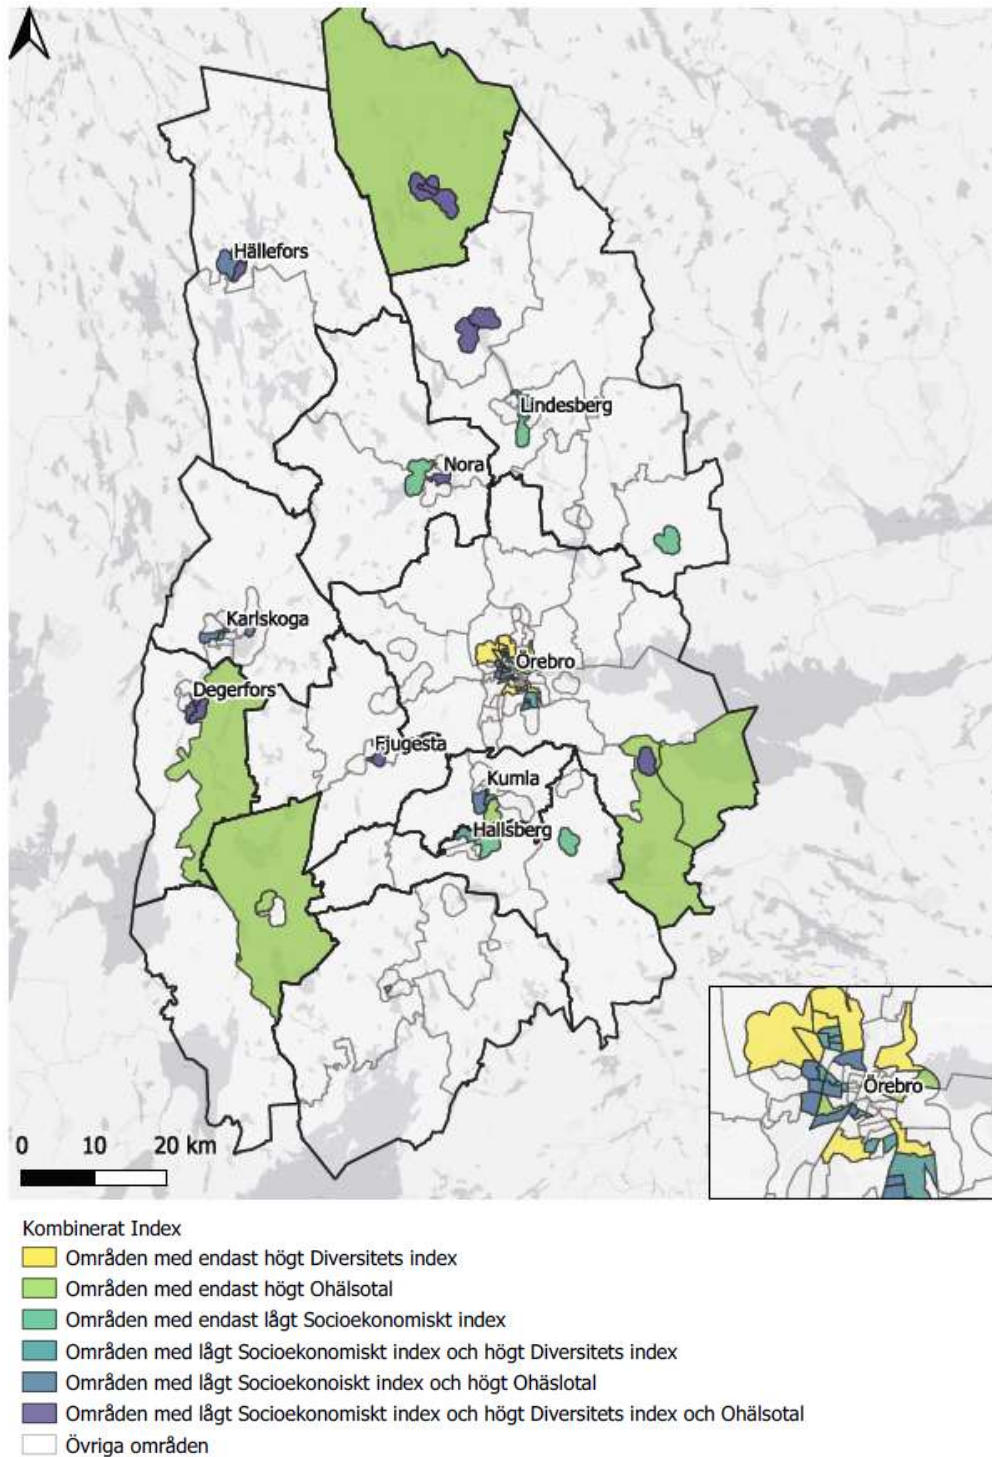 Hällefors
Lindesberg
Nora
Karlskoga
Örebro
Degerfors
Fjugesta
Kumla
Hallsberg
Örebro
0 10 20 km
Kombinerat Index
Områden med endast högt Diversitets index
Områden med endast högt Ohälsotal
Områden med endast lågt Socioekonomiskt index
Områden med lågt Socioekonomiskt index och högt Diversitets index
Områden med lågt Socioekonoiskt index och högt Ohäslotal
Områden med lågt Socioekonomiskt index och högt Diversitets index och Ohälsotal
Övriga områden